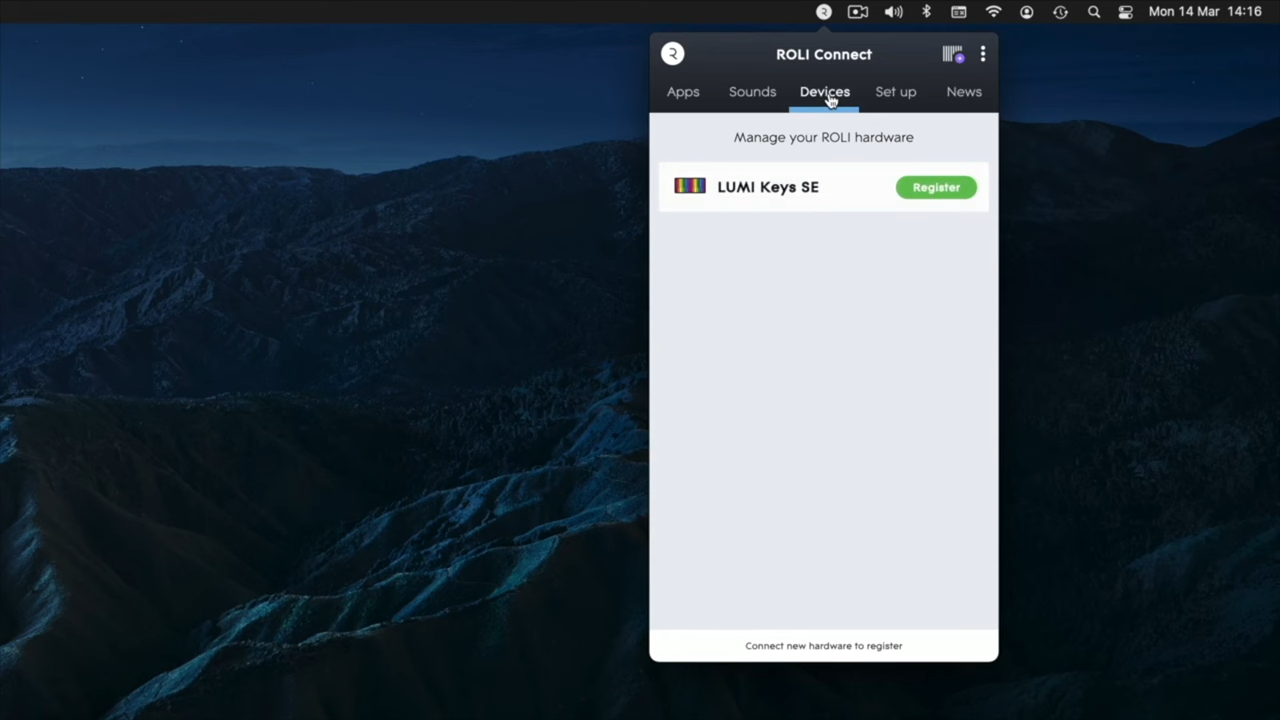 Mon 14 Mar 14:16
ROLI Connect
Apps Sounds Devices Set up News
Manage your ROLI hardware
LUMI Keys SE Register
Connect new hardware to register